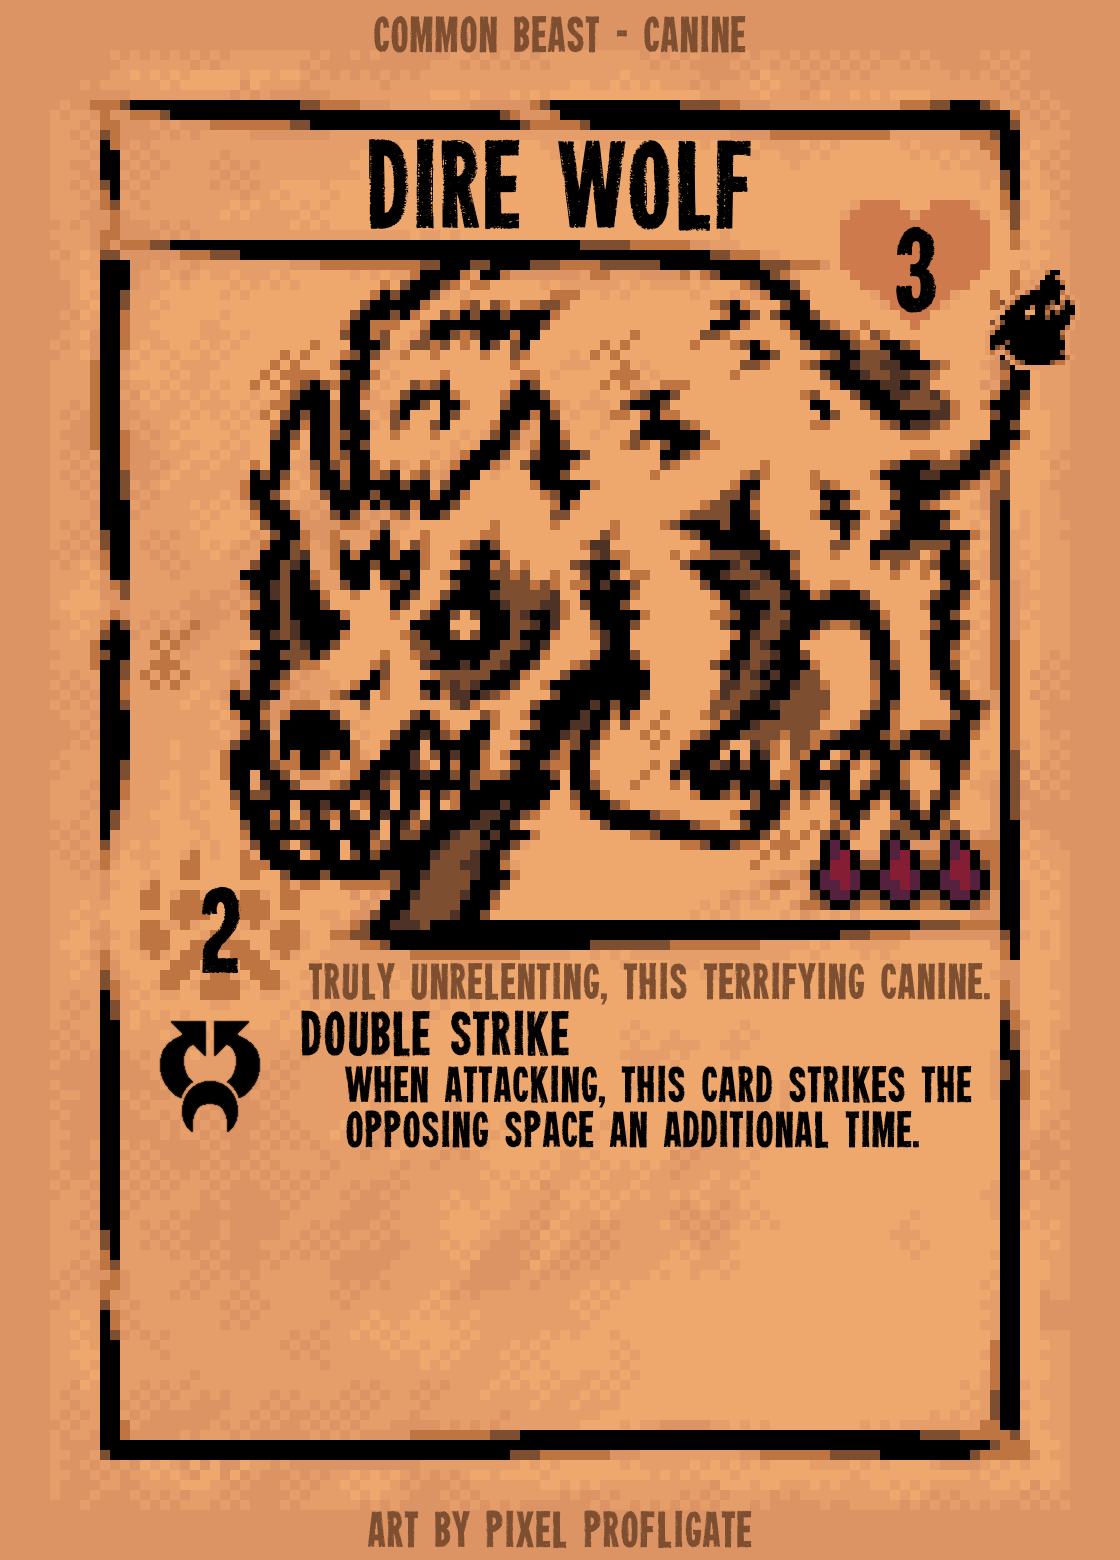 COMMON BEAST - CANINE
DIRE WOLF
3
2
TRULY UNRELENTING, THIS TERRIFYING CANINE.
DOUBLE STRIKE
WHEN ATTACKING, THIS CARD STRIKES THE
OPPOSING SPACE AN ADDITIONAL TIME.
ART BY PIXEL PROFLIGATE